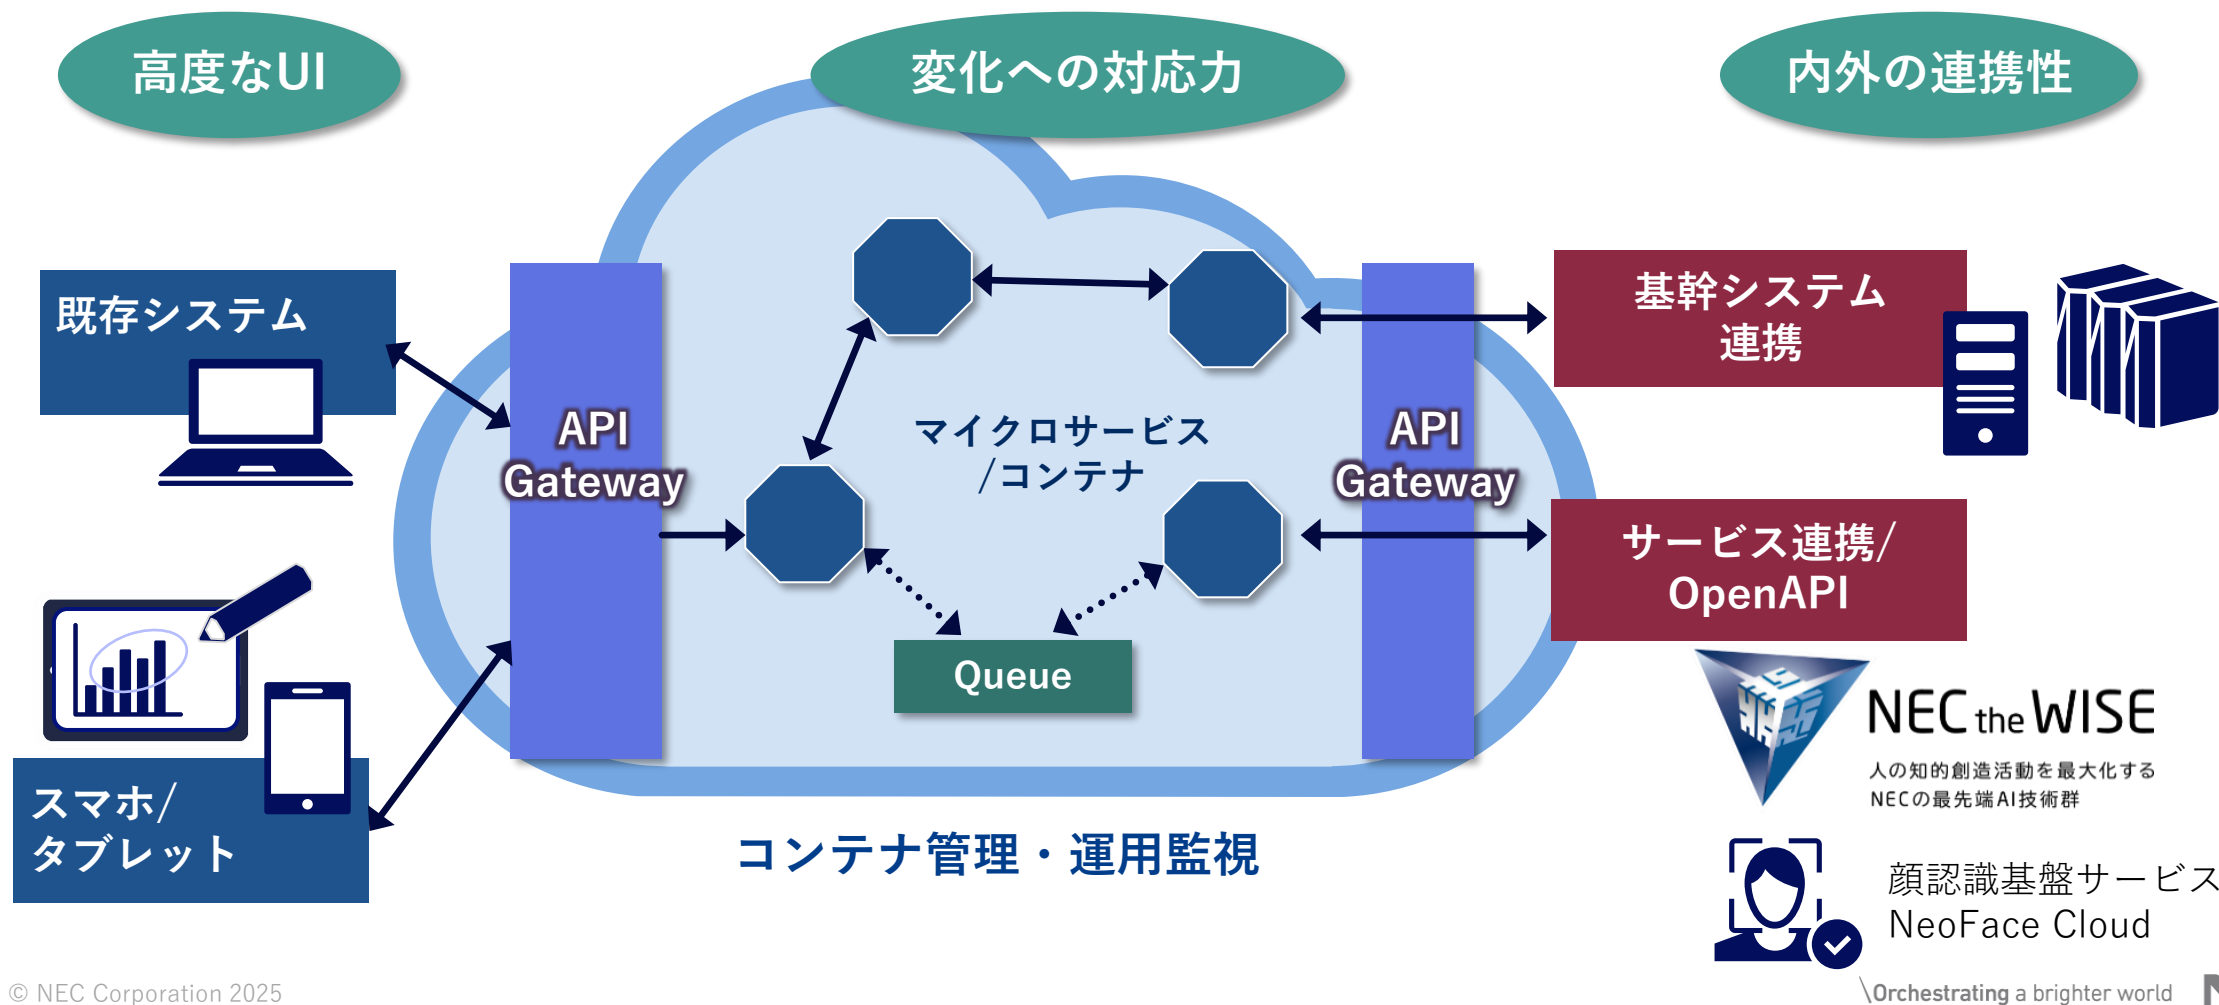 高度なUI
変化への対応力
内外の連携性
既存システム
API
Gateway
マイクロサービス
/コンテナ
API
Gateway
基幹システム
連携
サービス連携/
OpenAPI
Queue
スマホ/
タブレット
コンテナ管理・運用監視
NEC the WISE
人の知的創造活動を最大化する
NECの最先端AI技術群
顔認識基盤サービス
NeoFace Cloud
© NEC Corporation 2025
\Orchestrating a brighter world